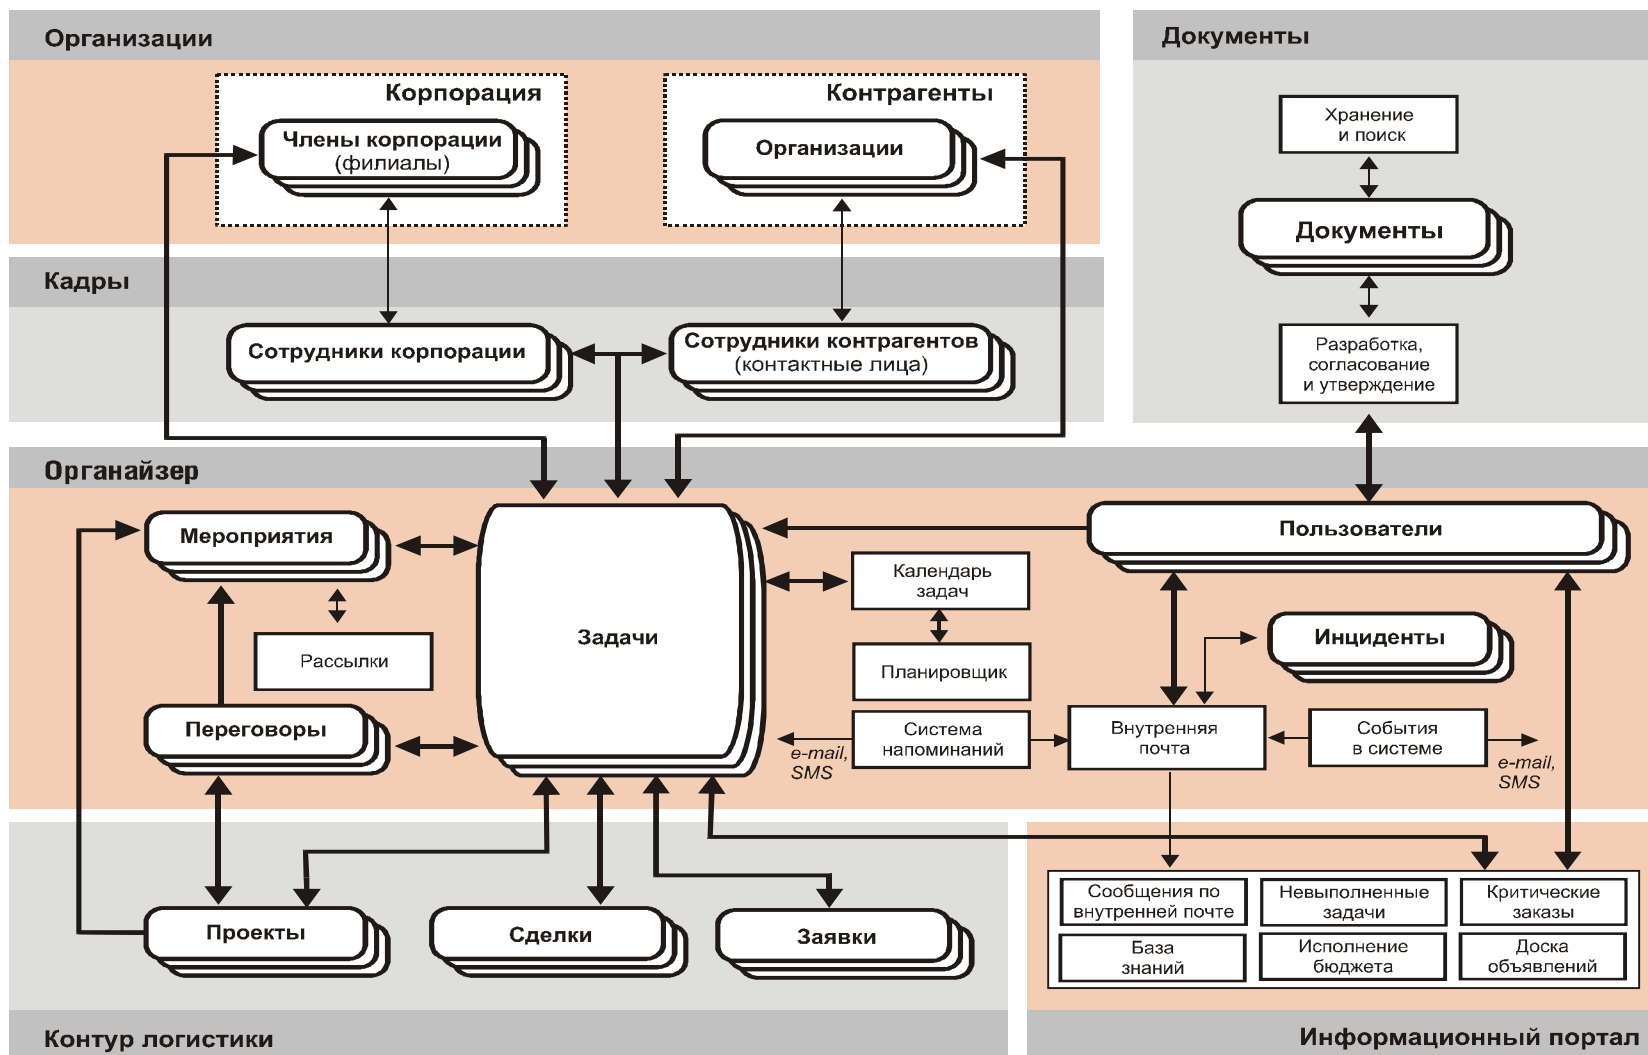 Организации
Корпорация
Члены корпорации
(филиалы)
Контрагенты
Организации
Документы
Хранение
и поиск
Документы
Разработка,
согласование
и утверждение
Кадры
Сотрудники корпорации
Сотрудники контрагентов
(контактные лица)
Органайзер
Мероприятия
Рассылки
Переговоры
Задачи
Пользователи
Календарь
задач
Планировщик
Инциденты
Система
напоминаний
e-mail,
SMS
Внутренняя
почта
События
в системе
e-mail,
SMS
Проекты
Сделки
Заявки
Контур логистики
Сообщения по
внутренней почте
Невыполненные
задачи
Критические
заказы
База
знаний
Исполнение
бюджета
Доска
объявлений
Информационный портал